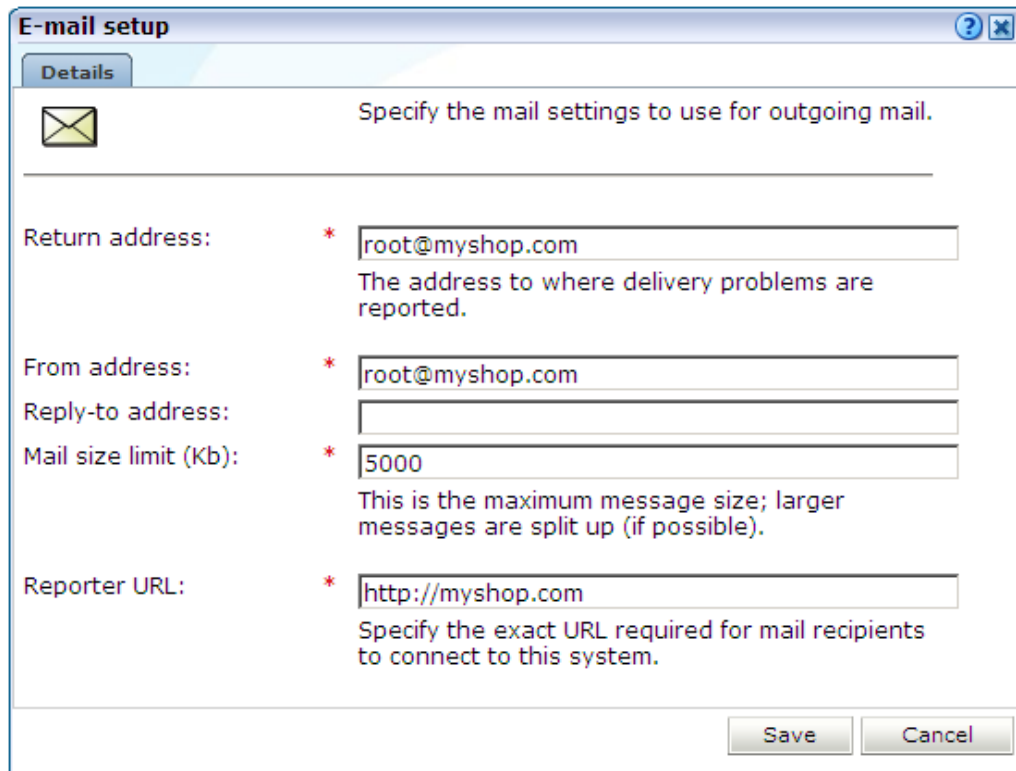 E-mail setup
?
Details
Specify the mail settings to use for outgoing mail.
Return address: * root@myshop.com
The address to where delivery problems are
reported.
From address: * root@myshop.com
Reply-to address:
Mail size limit (Kb): * 5000
This is the maximum message size; larger
messages are split up (if possible).
Reporter URL: * http://myshop.com
Specify the exact URL required for mail recipients
to connect to this system.
Save Cancel